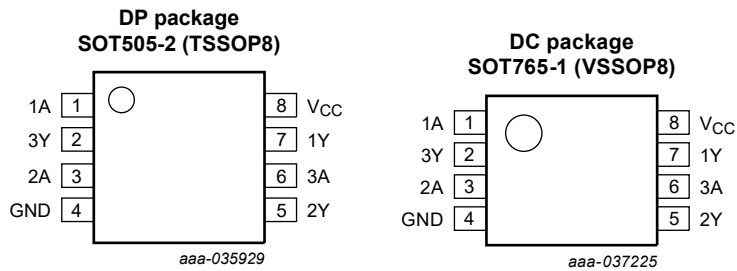 DP package
SOT505-2 (TSSOP8)
1A 1 8 VCC
3Y 2 7 1Y
2A 3 6 3A
GND 4 5 2Y
aaa-035929
DC package
SOT765-1 (VSSOP8)
1A 1 8 VCC
3Y 2 7 1Y
2A 3 6 3A
GND 4 5 2Y
aaa-037225